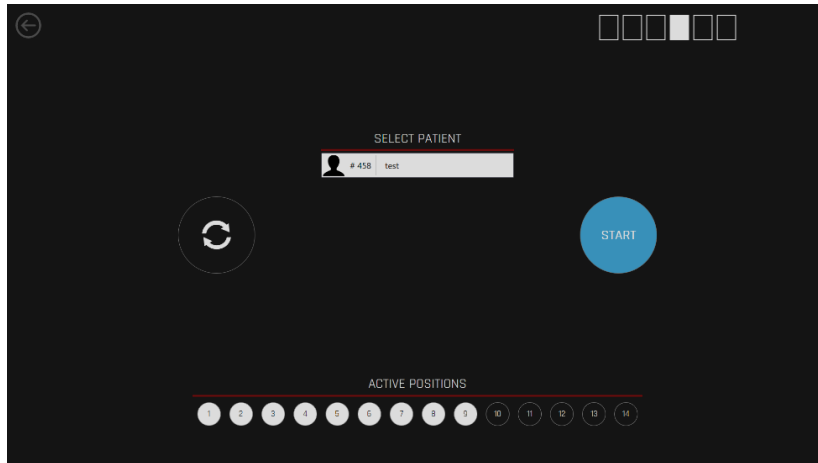 SELECT PATIENT
# 458 test
START
ACTIVE POSITIONS
1 2 3 4 5 6 7 8 9 10 11 12 13 14